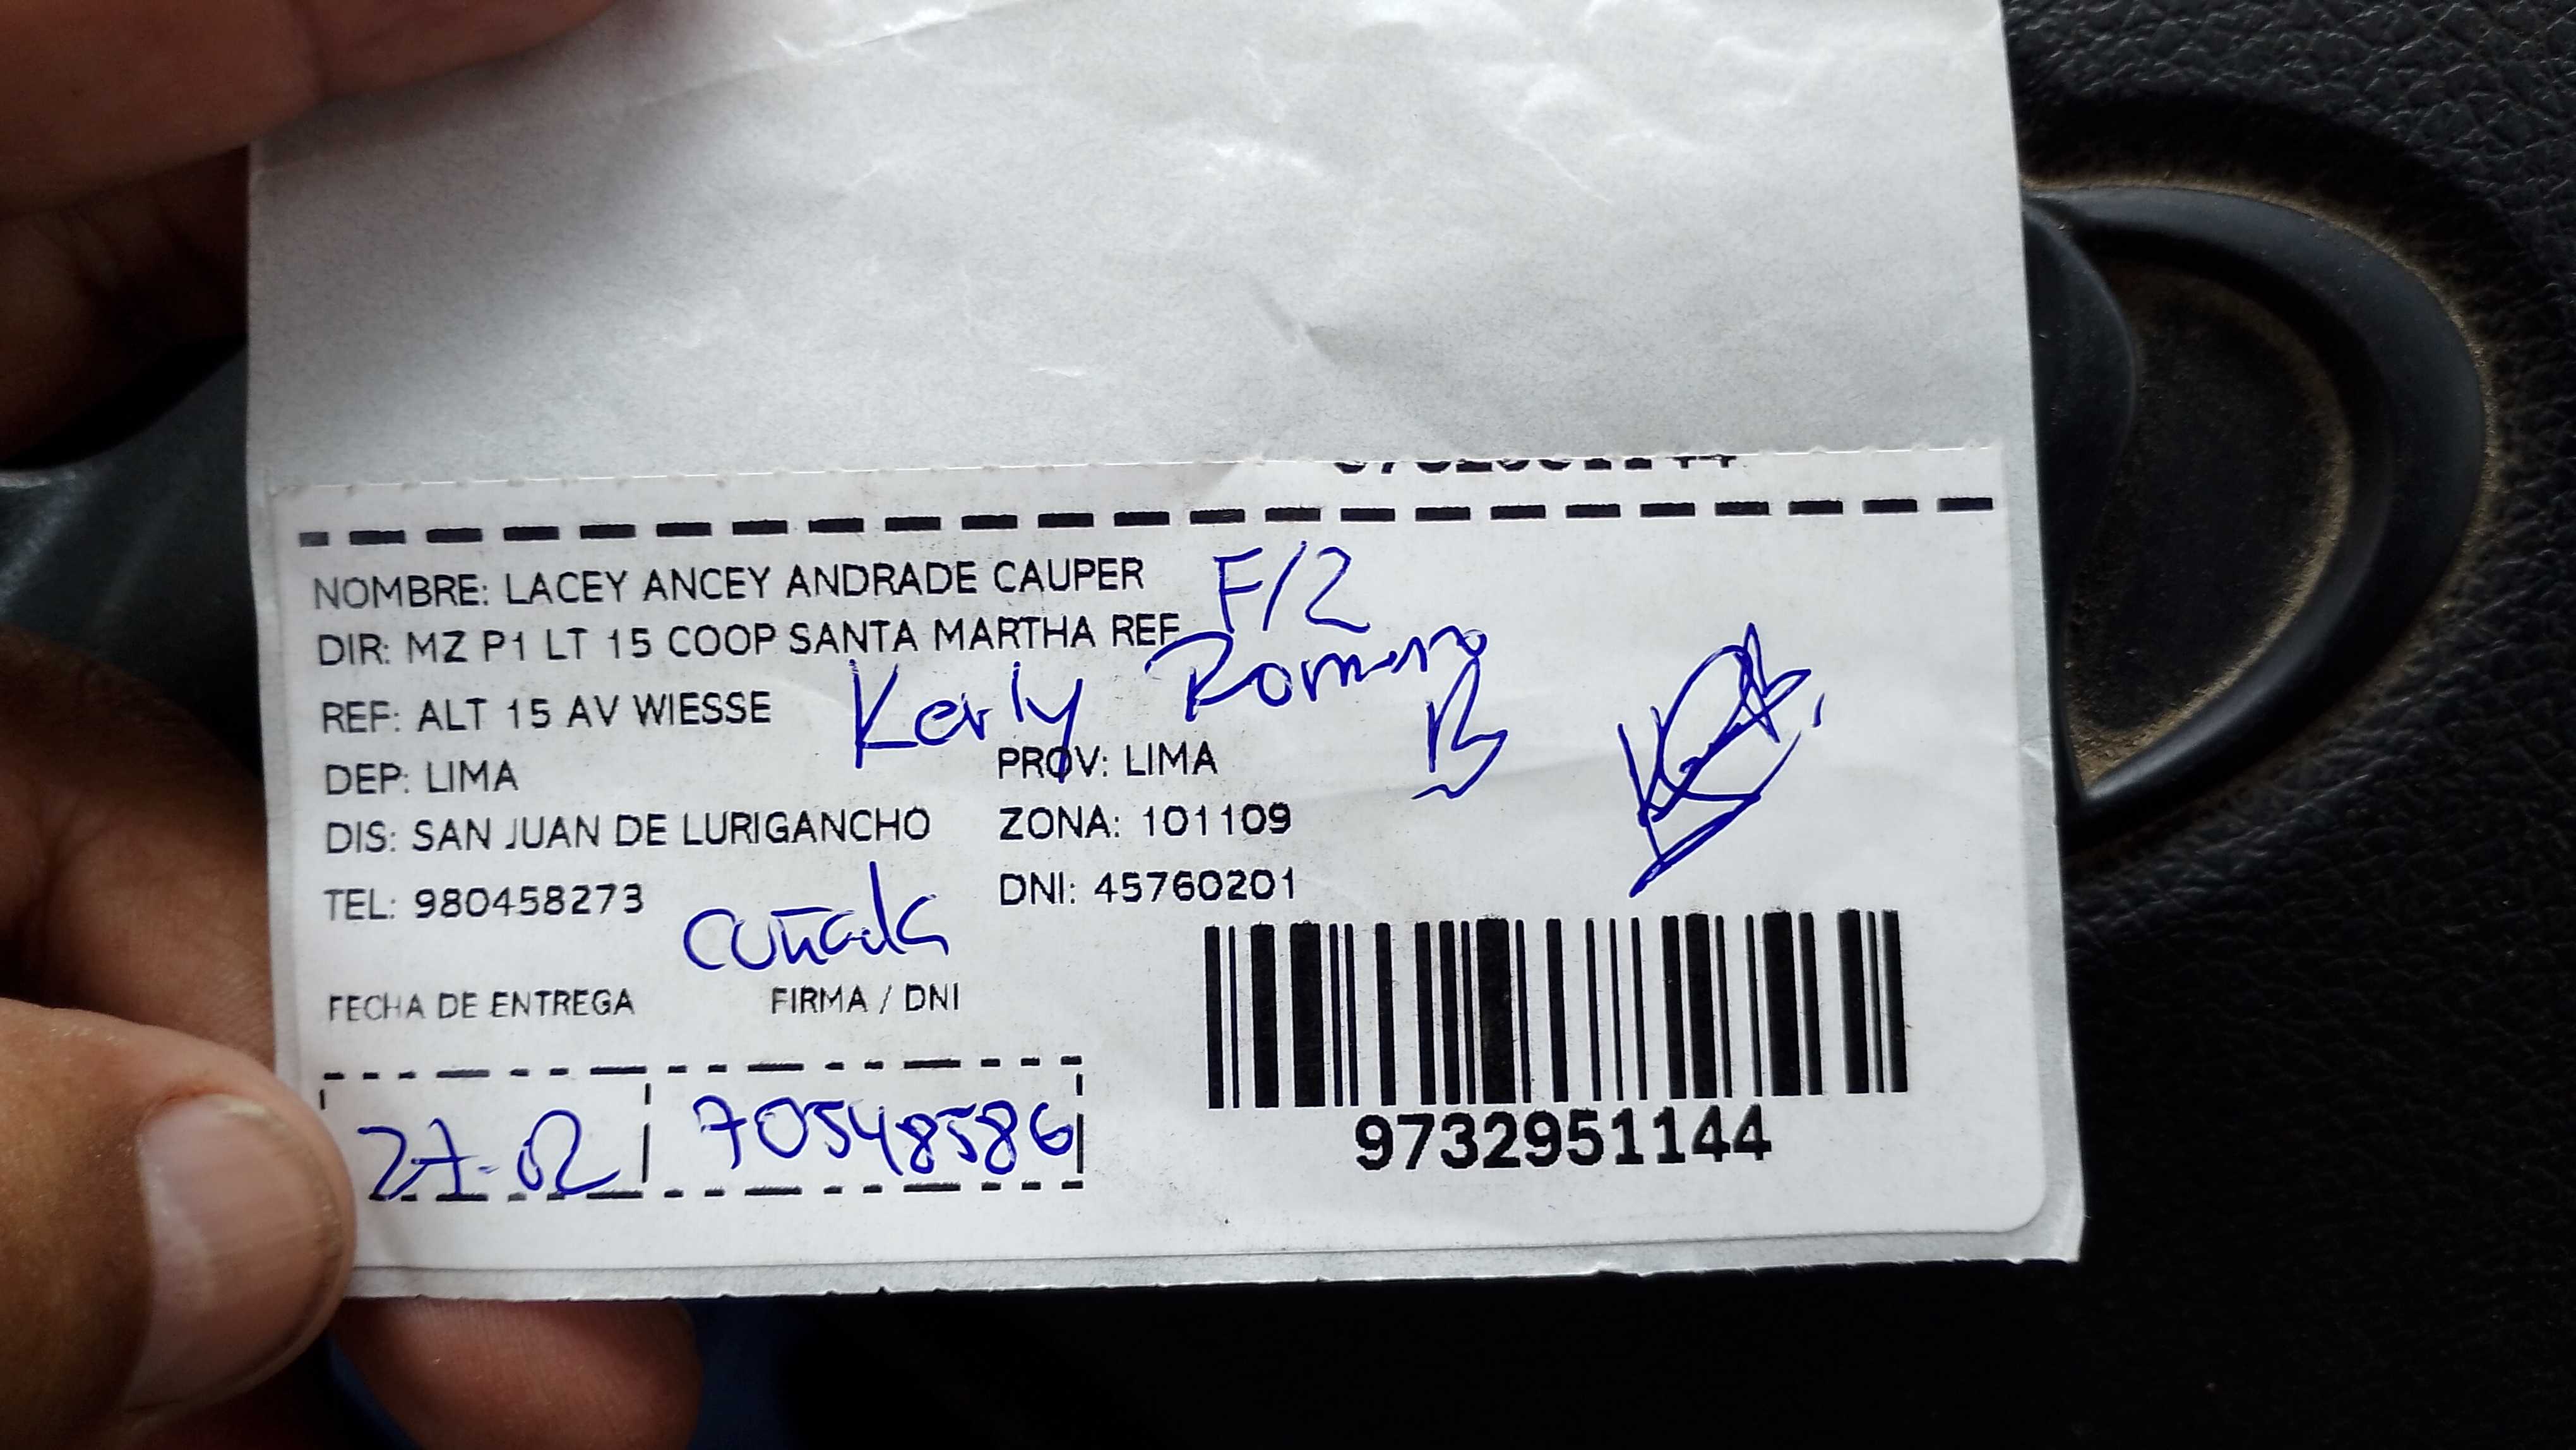 NOMBRE: LACEY ANCEY ANDRADE CAUPER F/2
DIR: MZ P1 LT 15 COOP SANTA MARTHA REF
REF: ALT 15 AV WIESSE Kerly Romero
B
DEP: LIMA PROV: LIMA
DIS: SAN JUAN DE LURIGANCHO ZONA: 101109
TEL: 980458273 DNI: 45760201
cuñada
FECHA DE ENTREGA FIRMA / DNI
27-02 70548586
9732951144